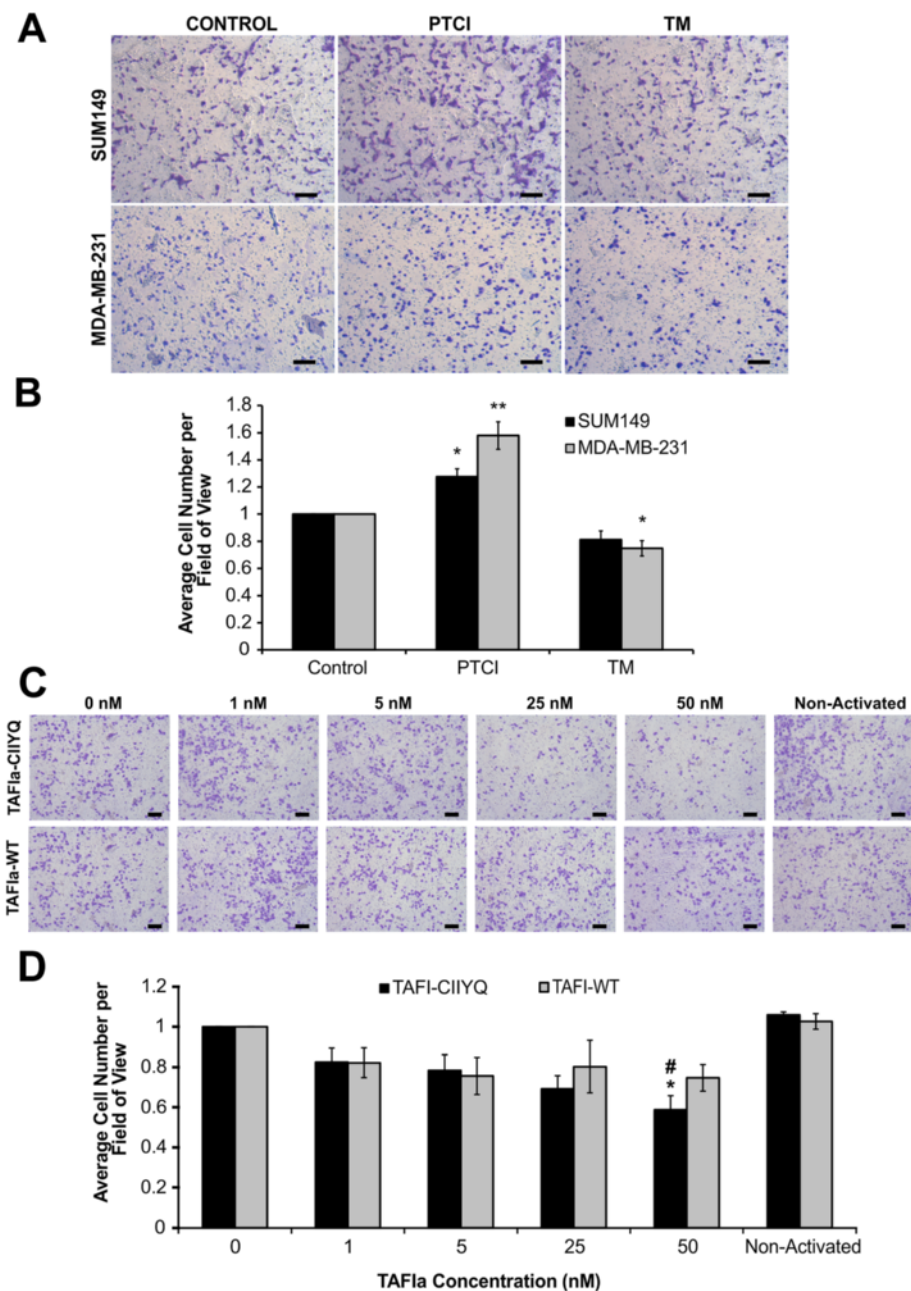 A
CONTROL PTCI TM
SUM149
MDA-MB-231
B
Average Cell Number per
Field of View
1.8
1.6
1.4
1.2
1
0.8
0.6
0.4
0.2
0
* ** *
SUM149
MDA-MB-231
Control PTCI TM
C
0 nM 1 nM 5 nM 25 nM 50 nM Non-Activated
TAFIa-CIIYQ
TAFIa-WT
D
Average Cell Number per
Field of View
1.2
1
0.8
0.6
0.4
0.2
0
TAFI-CIIYQ TAFI-WT
#
*
0 1 5 25 50 Non-Activated
TAFIa Concentration (nM)